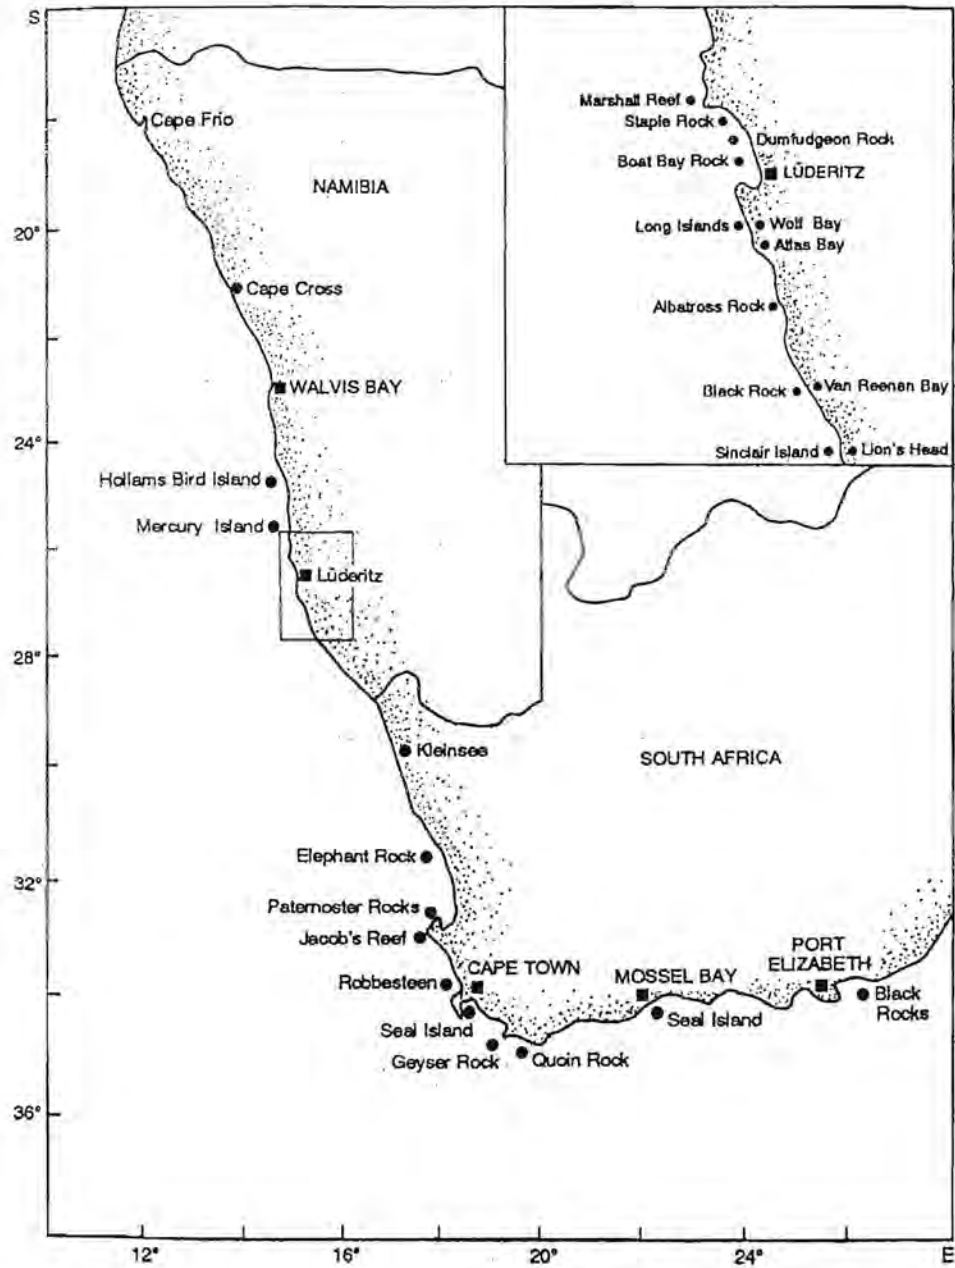 S
Cape Frio
NAMIBIA
20°
Cape Cross
WALVIS BAY
24°
Hollams Bird Island
Mercury Island
Lüderitz
28°
Kleinsee
SOUTH AFRICA
Elephant Rock
32°
Paternoster Rocks
Jacob's Reef
Robbesteen
CAPE TOWN
MOSSEL BAY
PORT
ELIZABETH
Seal Island
Seal Island
Black
Rocks
Geyser Rock
Quoin Rock
36°
12°
16°
20°
24°
E
Marshall Reef
Staple Rock
Dumfudgeon Rock
Boat Bay Rock
LÜDERITZ
Long Islands
Wolf Bay
Atlas Bay
Albatross Rock
Black Rock
Van Reenen Bay
Sinclair Island
Lion's Head